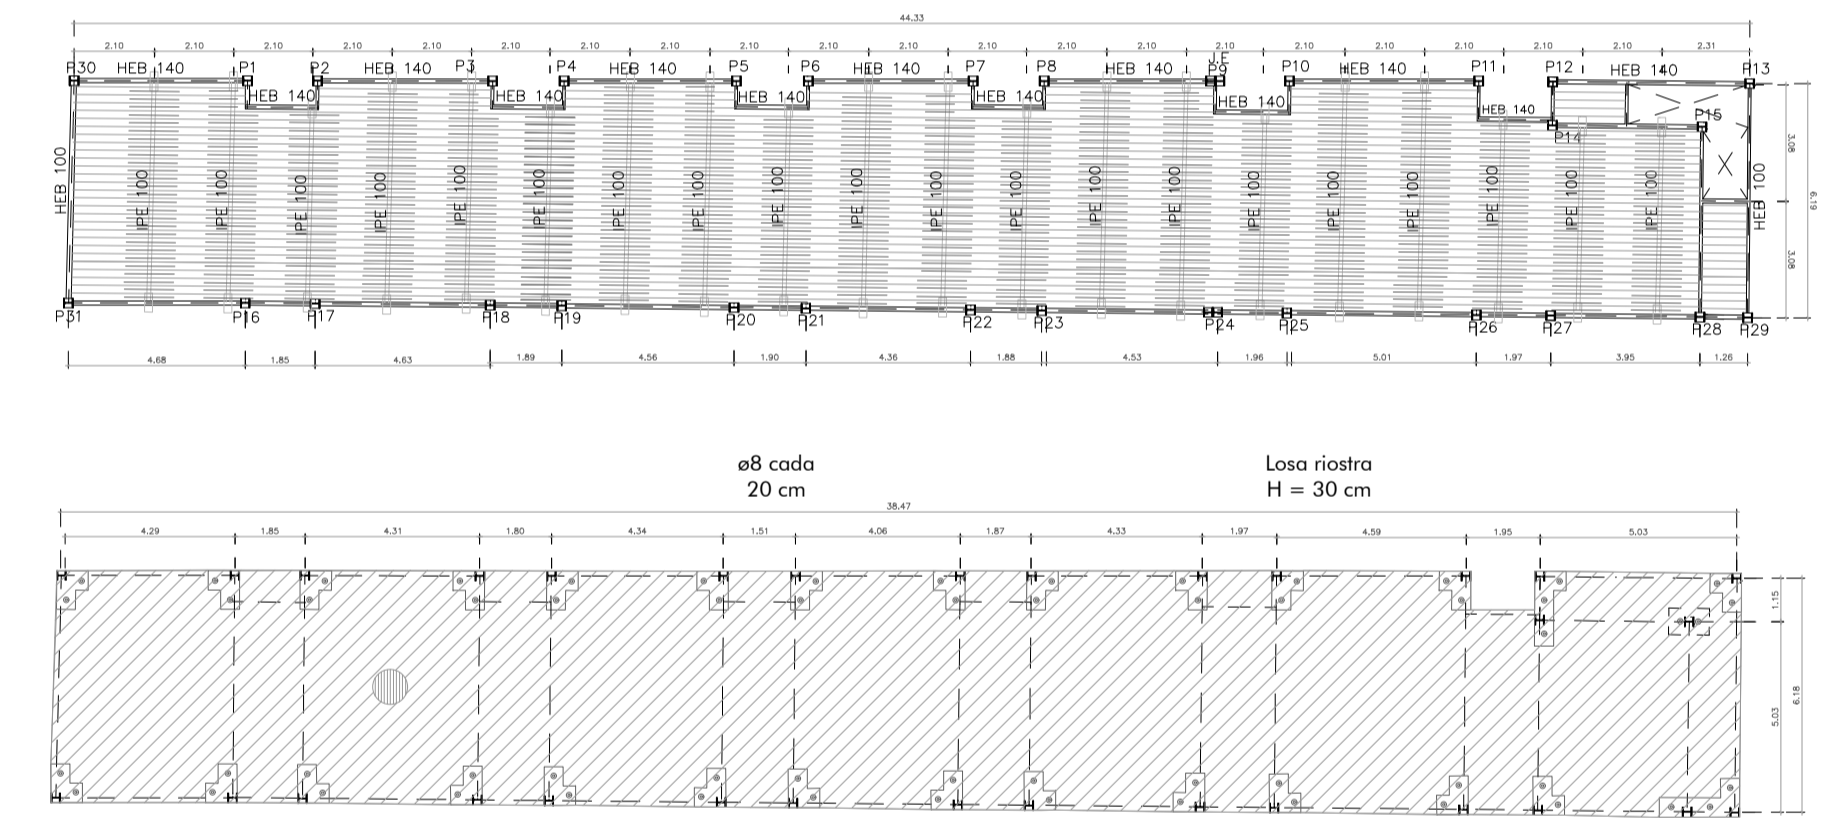 44.33
2.10 2.10 2.10 2.10 2.10 2.10 2.10 2.10 2.10 2.10 2.10 2.10 2.10 2.10 2.10 2.10 2.10 2.10 2.10 2.10 2.31
J.E
P30 HEB 140 P1 P2 HEB 140 P3 P4 HEB 140 P5 P6 HEB 140 P7 P8 HEB 140 P9 P10 HEB 140 P11 P12 HEB 140 P13
HEB 140 HEB 140 HEB 140 HEB 140 HEB 140 HEB 140
P14 P15
HEB 100
IPE 100 IPE 100 IPE 100 IPE 100 IPE 100 IPE 100 IPE 100 IPE 100 IPE 100 IPE 100 IPE 100 IPE 100 IPE 100 IPE 100 IPE 100 IPE 100 IPE 100 IPE 100 IPE 100 IPE 100
HEB 100
3.08
6.19
3.08
P31 P16 P17 P18 P19 P20 P21 P22 P23 P24 P25 P26 P27 P28 P29
4.68 1.85 4.63 1.89 4.56 1.90 4.36 1.88 4.53 1.96 5.01 1.97 3.95 1.26
ø8 cada
20 cm
Losa riostra
H = 30 cm
38.47
4.29 1.85 4.31 1.80 4.34 1.51 4.06 1.87 4.33 1.97 4.59 1.95 5.03
1.15
6.18
5.03